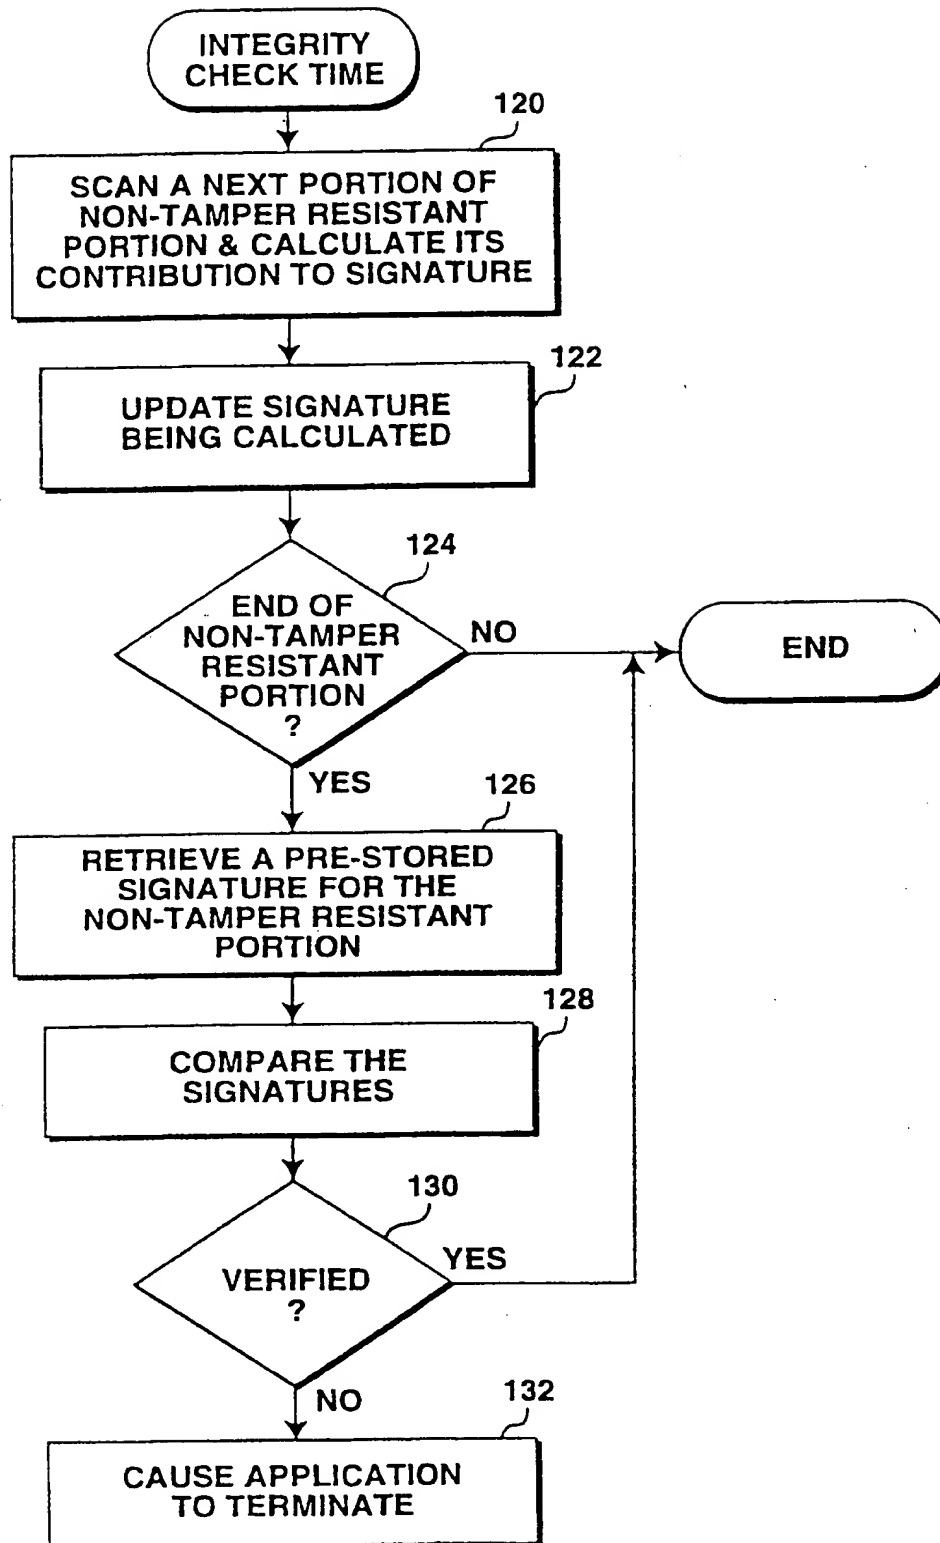 INTEGRITY
CHECK TIME
120
SCAN A NEXT PORTION OF
NON-TAMPER RESISTANT
PORTION & CALCULATE ITS
CONTRIBUTION TO SIGNATURE
122
UPDATE SIGNATURE
BEING CALCULATED
124
END OF
NON-TAMPER
RESISTANT
PORTION
?
NO
END
YES
126
RETRIEVE A PRE-STORED
SIGNATURE FOR THE
NON-TAMPER RESISTANT
PORTION
128
COMPARE THE
SIGNATURES
130
VERIFIED
?
YES
NO
132
CAUSE APPLICATION
TO TERMINATE